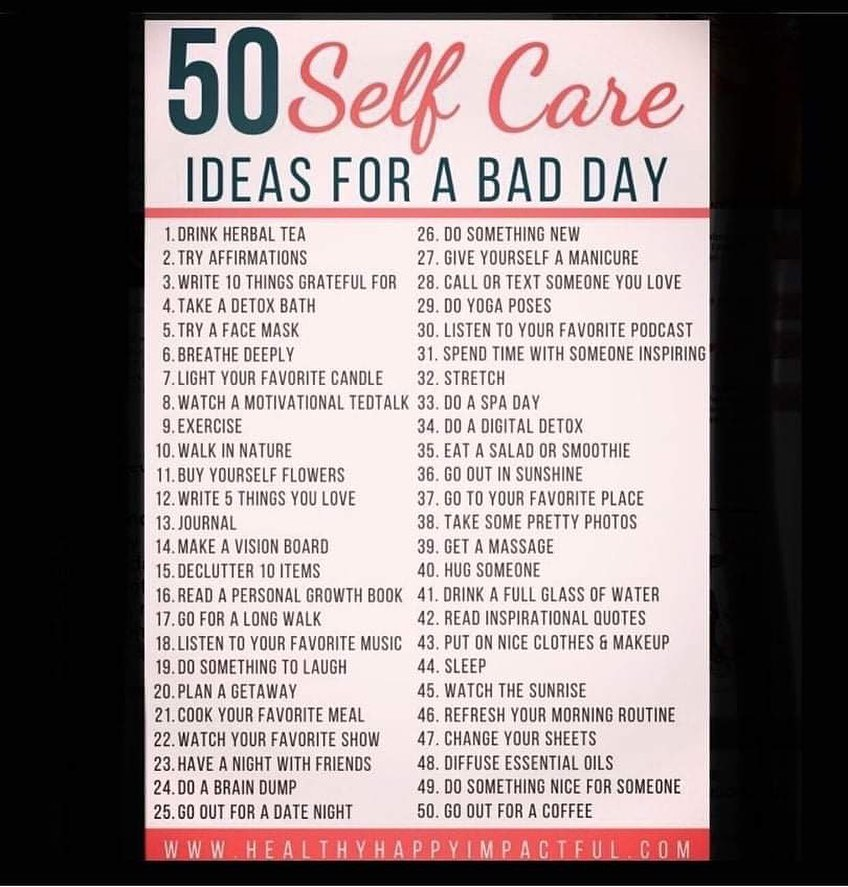 50 Self Care
IDEAS FOR A BAD DAY
1. DRINK HERBAL TEA
2. TRY AFFIRMATIONS
3. WRITE 10 THINGS GRATEFUL FOR
4. TAKE A DETOX BATH
5. TRY A FACE MASK
6. BREATHE DEEPLY
7. LIGHT YOUR FAVORITE CANDLE
8. WATCH A MOTIVATIONAL TEDTALK
9. EXERCISE
10. WALK IN NATURE
11. BUY YOURSELF FLOWERS
12. WRITE 5 THINGS YOU LOVE
13. JOURNAL
14. MAKE A VISION BOARD
15. DECLUTTER 10 ITEMS
16. READ A PERSONAL GROWTH BOOK
17. GO FOR A LONG WALK
18. LISTEN TO YOUR FAVORITE MUSIC
19. DO SOMETHING TO LAUGH
20. PLAN A GETAWAY
21. COOK YOUR FAVORITE MEAL
22. WATCH YOUR FAVORITE SHOW
23. HAVE A NIGHT WITH FRIENDS
24. DO A BRAIN DUMP
25. GO OUT FOR A DATE NIGHT
26. DO SOMETHING NEW
27. GIVE YOURSELF A MANICURE
28. CALL OR TEXT SOMEONE YOU LOVE
29. DO YOGA POSES
30. LISTEN TO YOUR FAVORITE PODCAST
31. SPEND TIME WITH SOMEONE INSPIRING
32. STRETCH
33. DO A SPA DAY
34. DO A DIGITAL DETOX
35. EAT A SALAD OR SMOOTHIE
36. GO OUT IN SUNSHINE
37. GO TO YOUR FAVORITE PLACE
38. TAKE SOME PRETTY PHOTOS
39. GET A MASSAGE
40. HUG SOMEONE
41. DRINK A FULL GLASS OF WATER
42. READ INSPIRATIONAL QUOTES
43. PUT ON NICE CLOTHES & MAKEUP
44. SLEEP
45. WATCH THE SUNRISE
46. REFRESH YOUR MORNING ROUTINE
47. CHANGE YOUR SHEETS
48. DIFFUSE ESSENTIAL OILS
49. DO SOMETHING NICE FOR SOMEONE
50. GO OUT FOR A COFFEE
WWW.HEALTHYHAPPYIMPACTFUL.COM